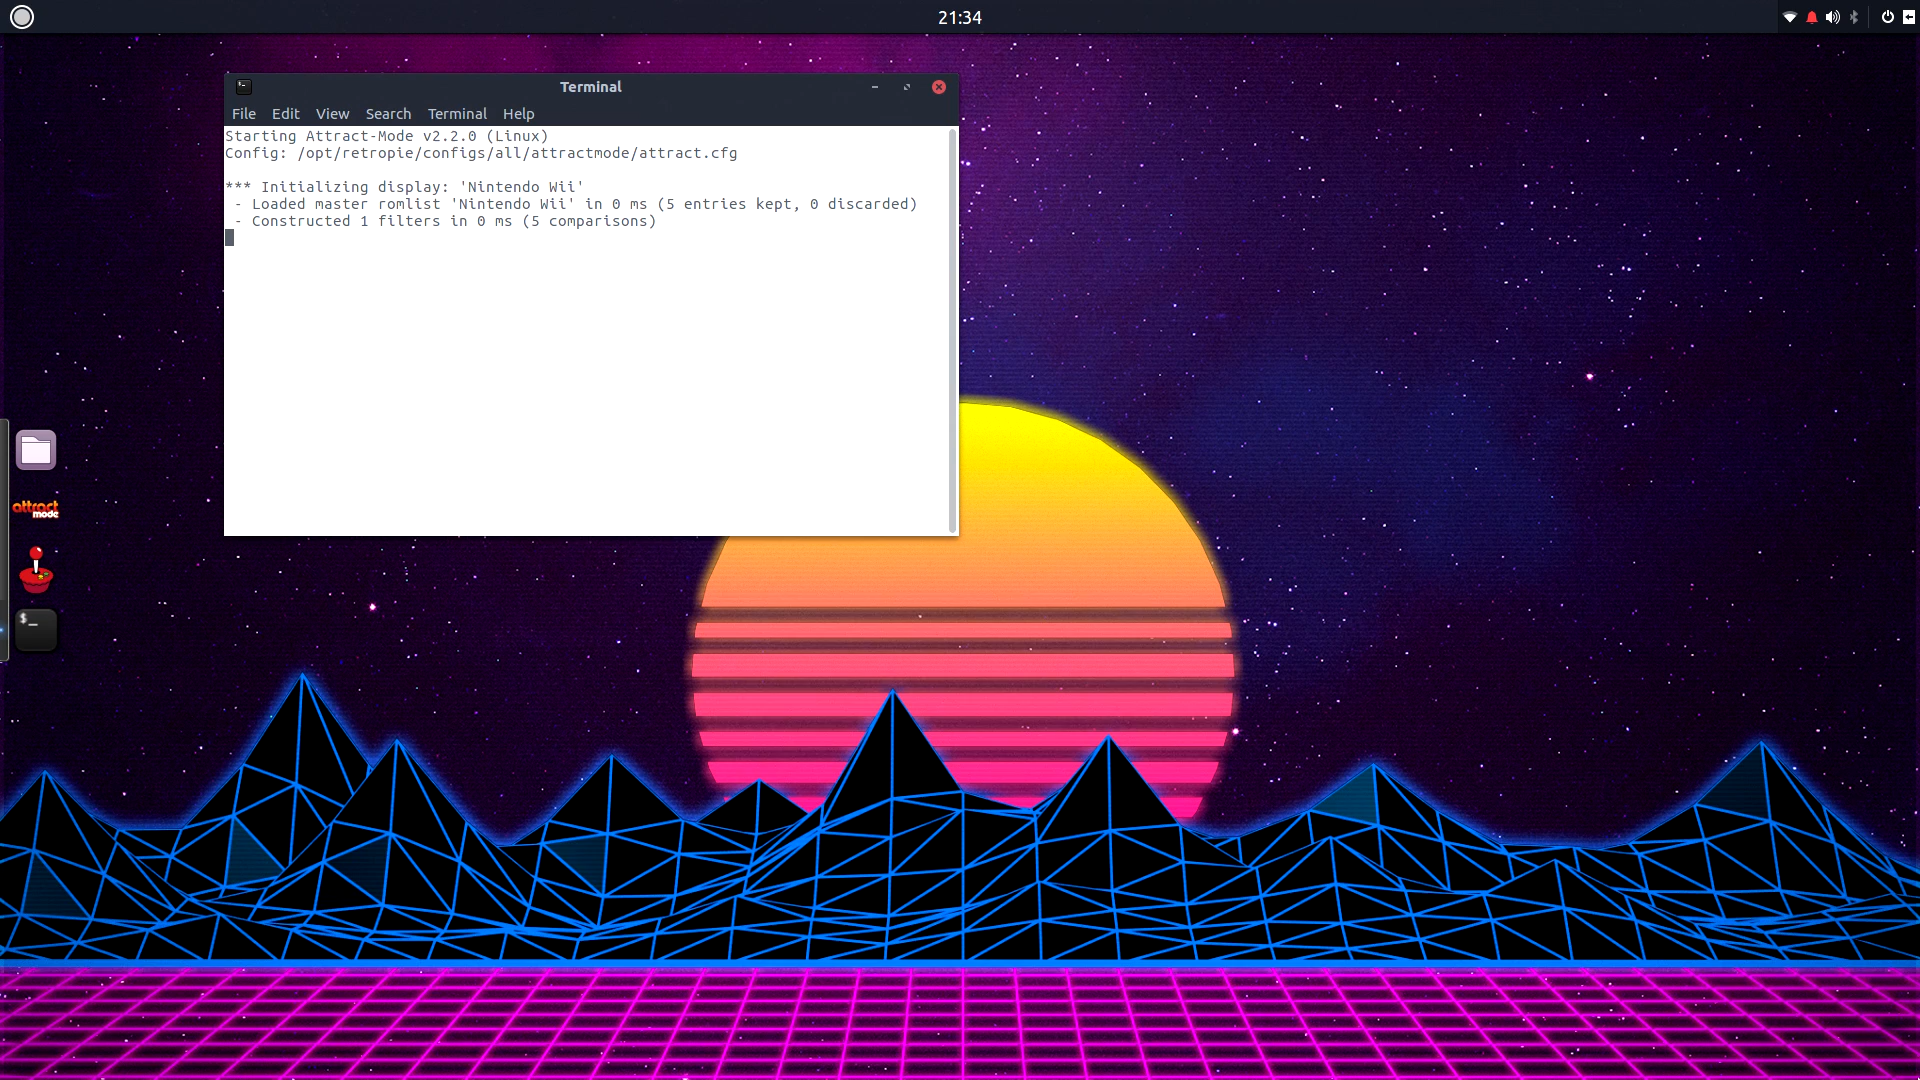 21:34
Terminal
File Edit View Search Terminal Help
Starting Attract-Mode v2.2.0 (Linux)
Config: /opt/retropie/configs/all/attractmode/attract.cfg
*** Initializing display: 'Nintendo Wii'
- Loaded master romlist 'Nintendo Wii' in 0 ms (5 entries kept, 0 discarded)
- Constructed 1 filters in 0 ms (5 comparisons)
attract
mode
$_